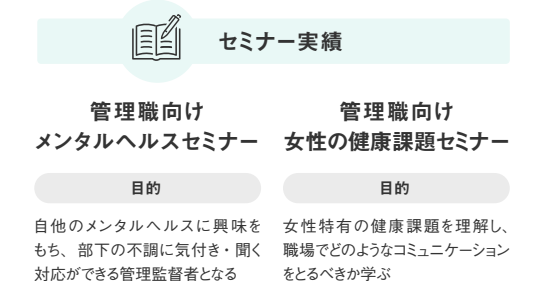 セミナー実績
管理職向け
メンタルヘルスセミナー
目的
自他のメンタルヘルスに興味を
もち、部下の不調に気付き・聞く
対応ができる管理監督者となる
管理職向け
女性の健康課題セミナー
目的
女性特有の健康課題を理解し、
職場でどのようなコミュニケーション
をとるべきか学ぶ